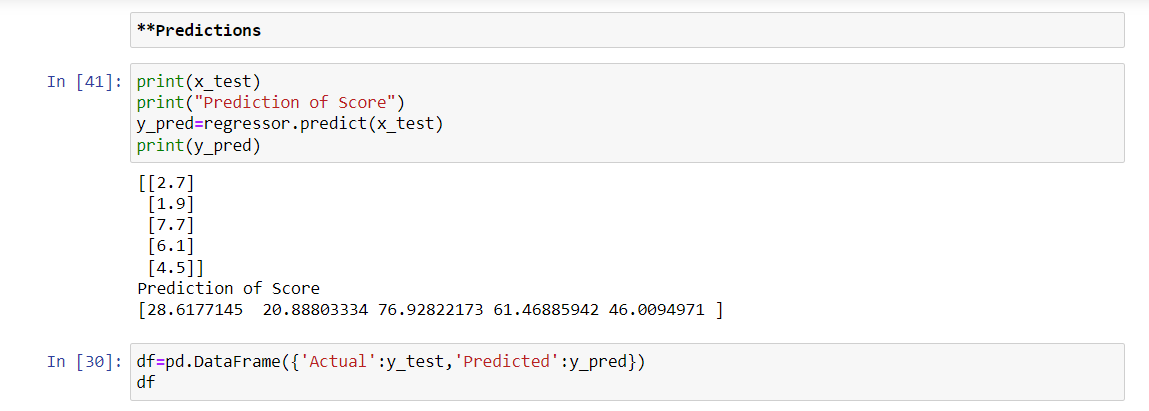 **Predictions
In [41]: print(x_test)
print("Prediction of Score")
y_pred=regressor.predict(x_test)
print(y_pred)
[[2.7]
[1.9]
[7.7]
[6.1]
[4.5]]
Prediction of Score
[28.6177145  20.88803334 76.92822173 61.46885942 46.0094971 ]
In [30]: df=pd.DataFrame({'Actual':y_test,'Predicted':y_pred})
df